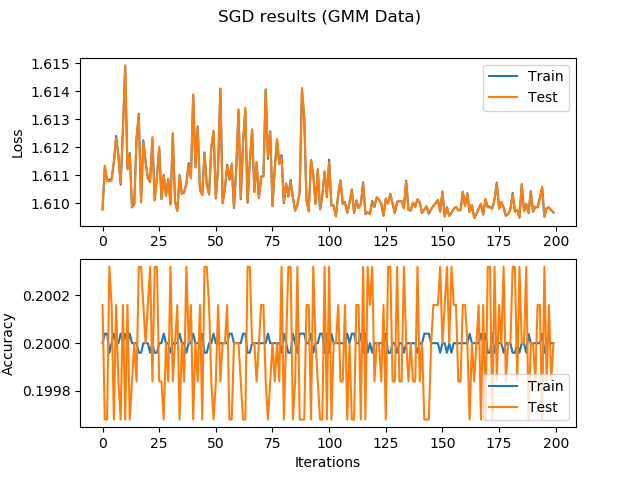 SGD results (GMM Data)
1.615
1.614
1.613
1.612
1.611
1.610
Loss
Train
Test
0 25 50 75 100 125 150 175 200
0.2002
0.2000
0.1998
Accuracy
Train
Test
0 25 50 75 100 125 150 175 200
Iterations